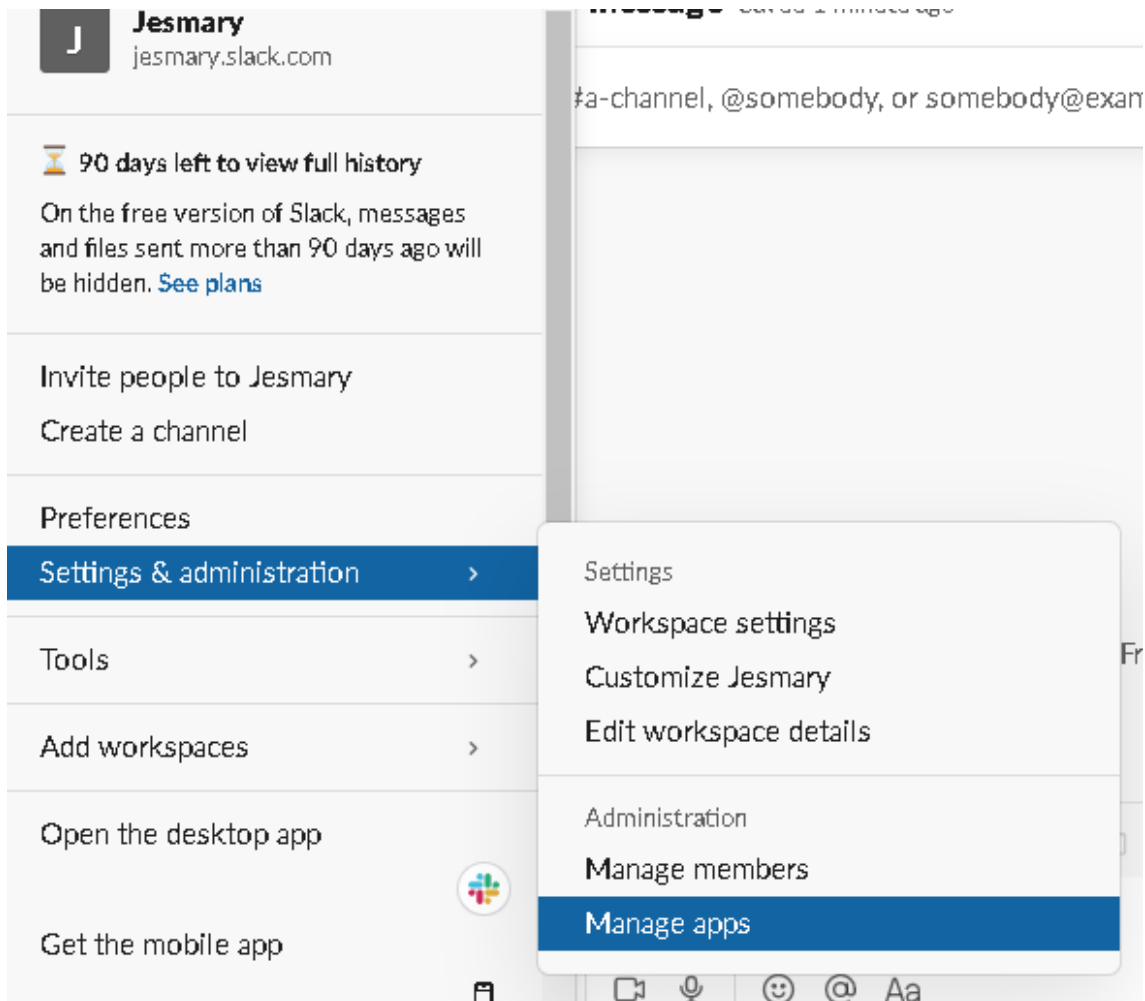 J
Jesmary
jesmary.slack.com
90 days left to view full history
On the free version of Slack, messages
and files sent more than 90 days ago will
be hidden. See plans
Invite people to Jesmary
Create a channel
Preferences
Settings & administration
Tools
Add workspaces
Open the desktop app
Get the mobile app
#a-channel, @somebody, or somebody@exam
Settings
Workspace settings
Customize Jesmary
Edit workspace details
Administration
Manage members
Manage apps
Fr
Aa